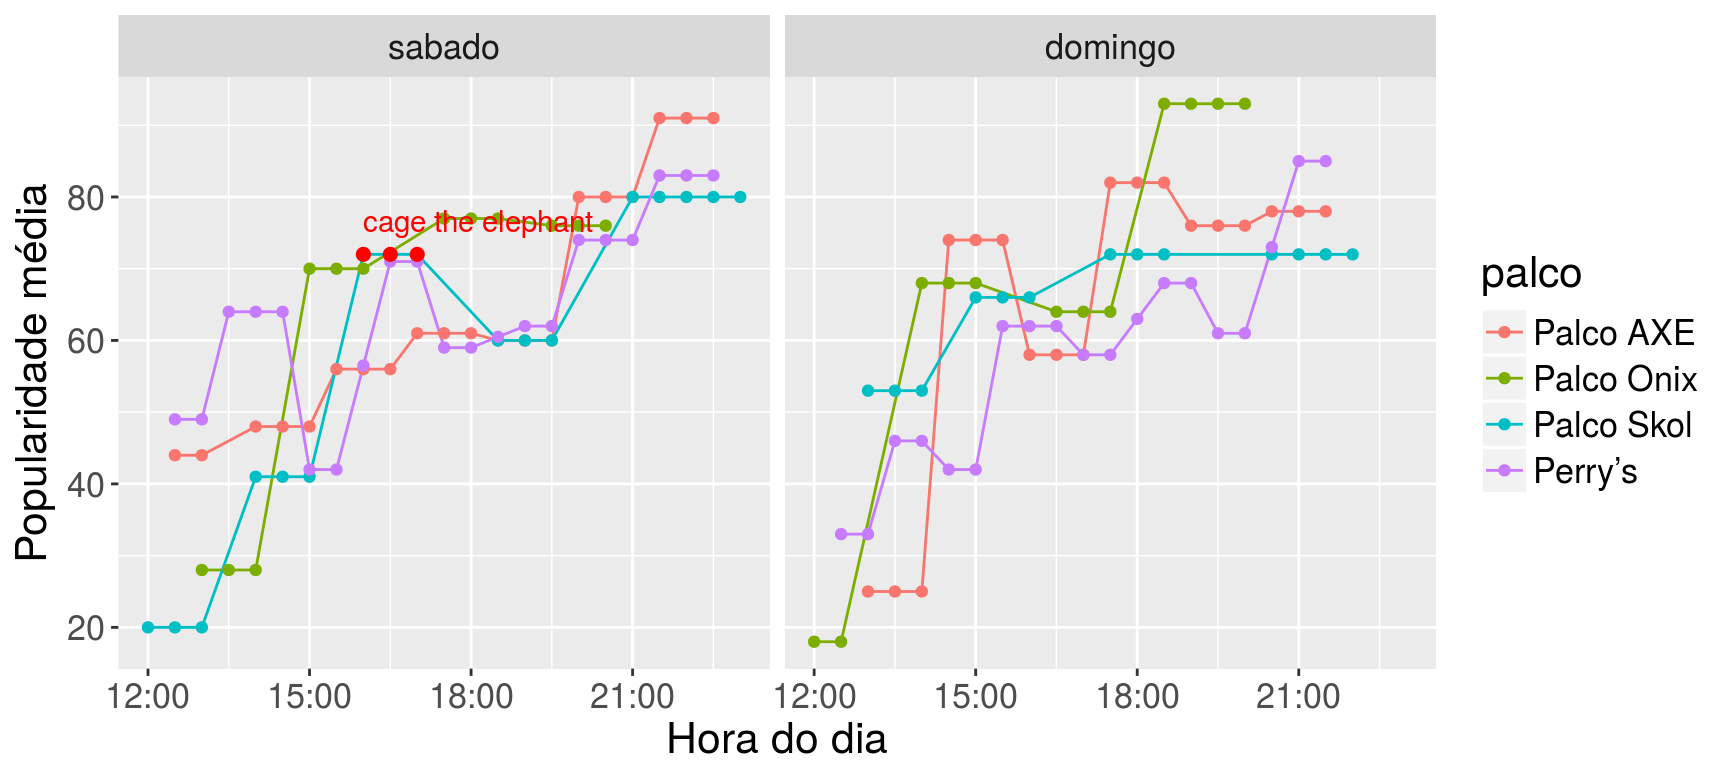 sabado
domingo
Popularidade média
80
60
40
20
cage the elephant
12:00 15:00 18:00 21:00
12:00 15:00 18:00 21:00
Hora do dia
palco
Palco AXE
Palco Onix
Palco Skol
Perry’s